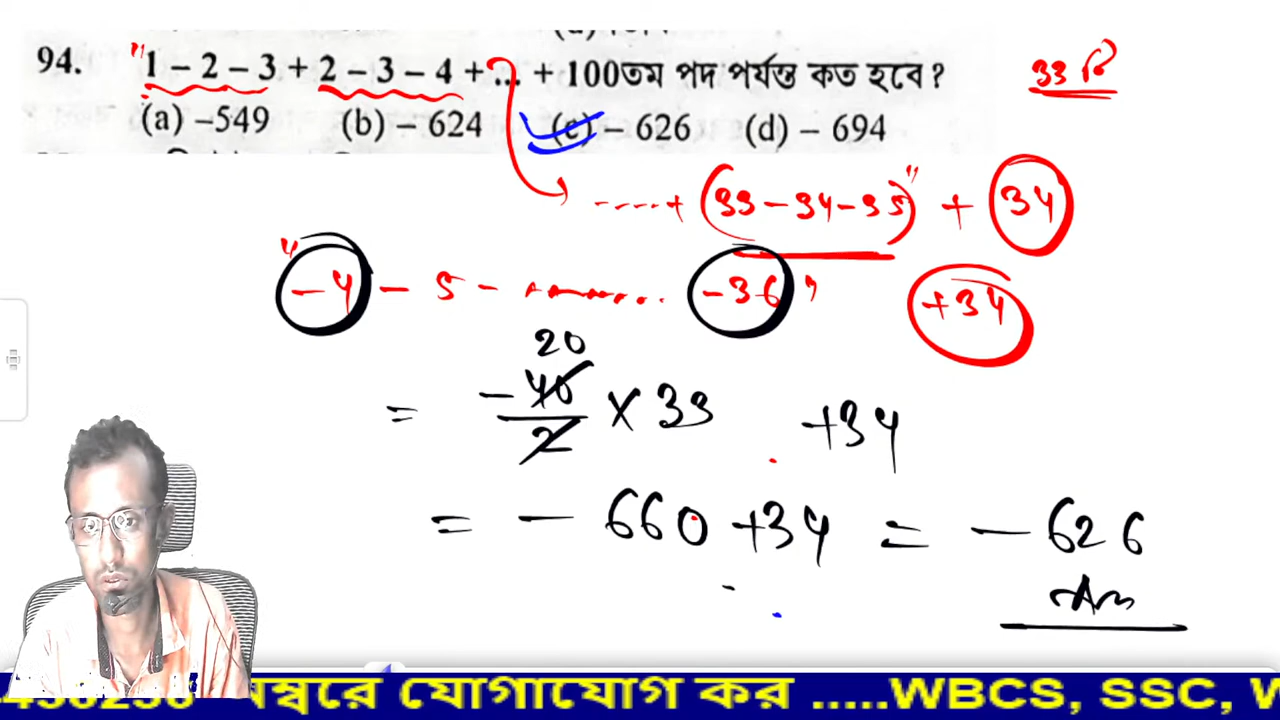 94. 1 – 2 – 3 + 2 – 3 – 4 + ... + 100তম পদ পর্যন্ত কত হবে?
33 টি
(a) –549 (b) – 624 (c) – 626 (d) – 694
.....+ (33 – 34 – 35) + 34
– 4 – 5 – ......... – 36 + 34
20
= – 40/2 × 33 + 34
= – 660 + 34 = – 626
Ans
নম্বরে যোগাযোগ কর .....WBCS, SSC,